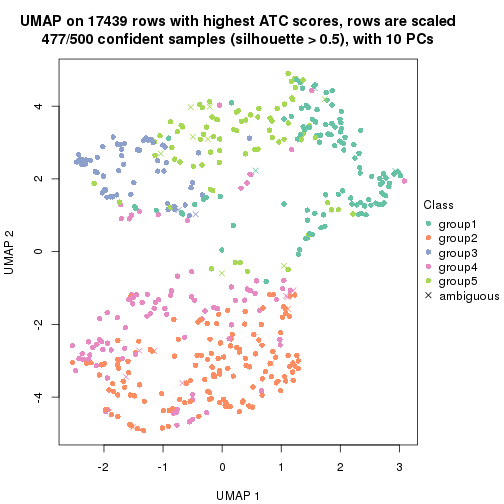 UMAP on 17439 rows with highest ATC scores, rows are scaled
477/500 confident samples (silhouette > 0.5), with 10 PCs
4
2
0
-2
-4
UMAP 2
-2
-1
0
1
2
3
UMAP 1
Class
group1
group2
group3
group4
group5
ambiguous